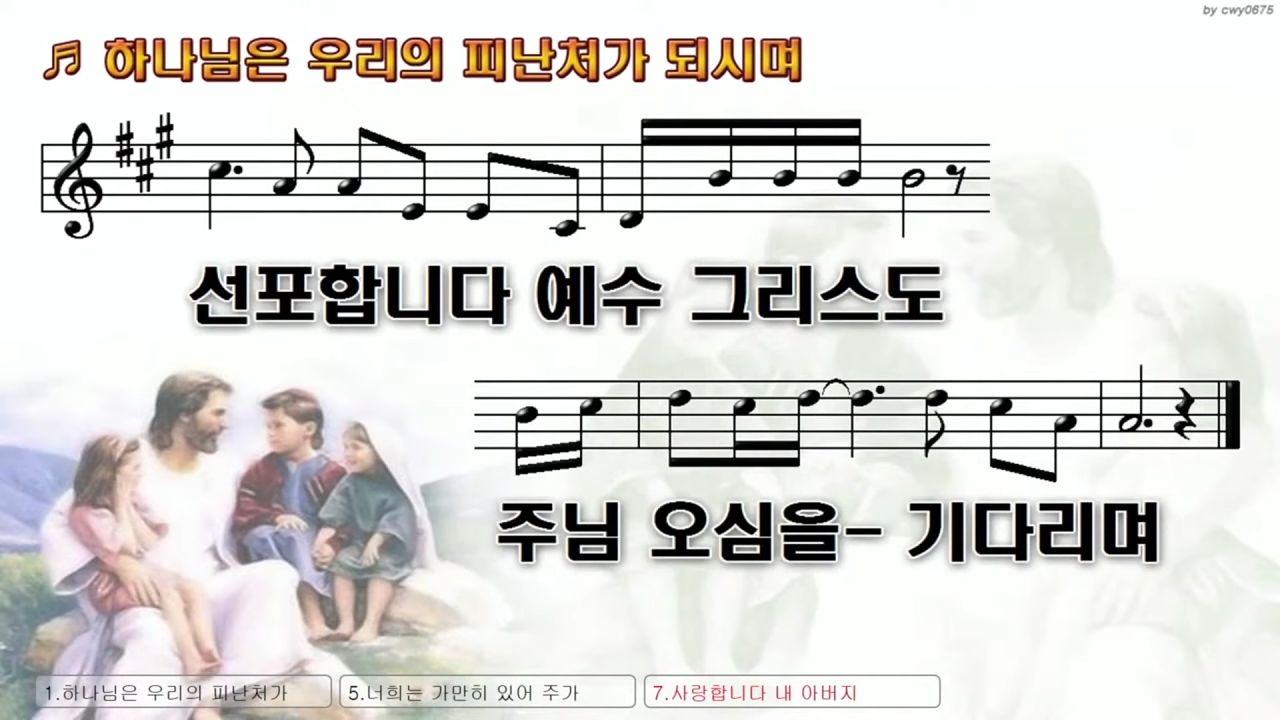 by cwy0675
♬ 하나님은 우리의 피난처가 되시며
선포합니다 예수 그리스도
주님 오심을- 기다리며
1.하나님은 우리의 피난처가
5.너희는 가만히 있어 주가
7.사랑합니다 내 아버지